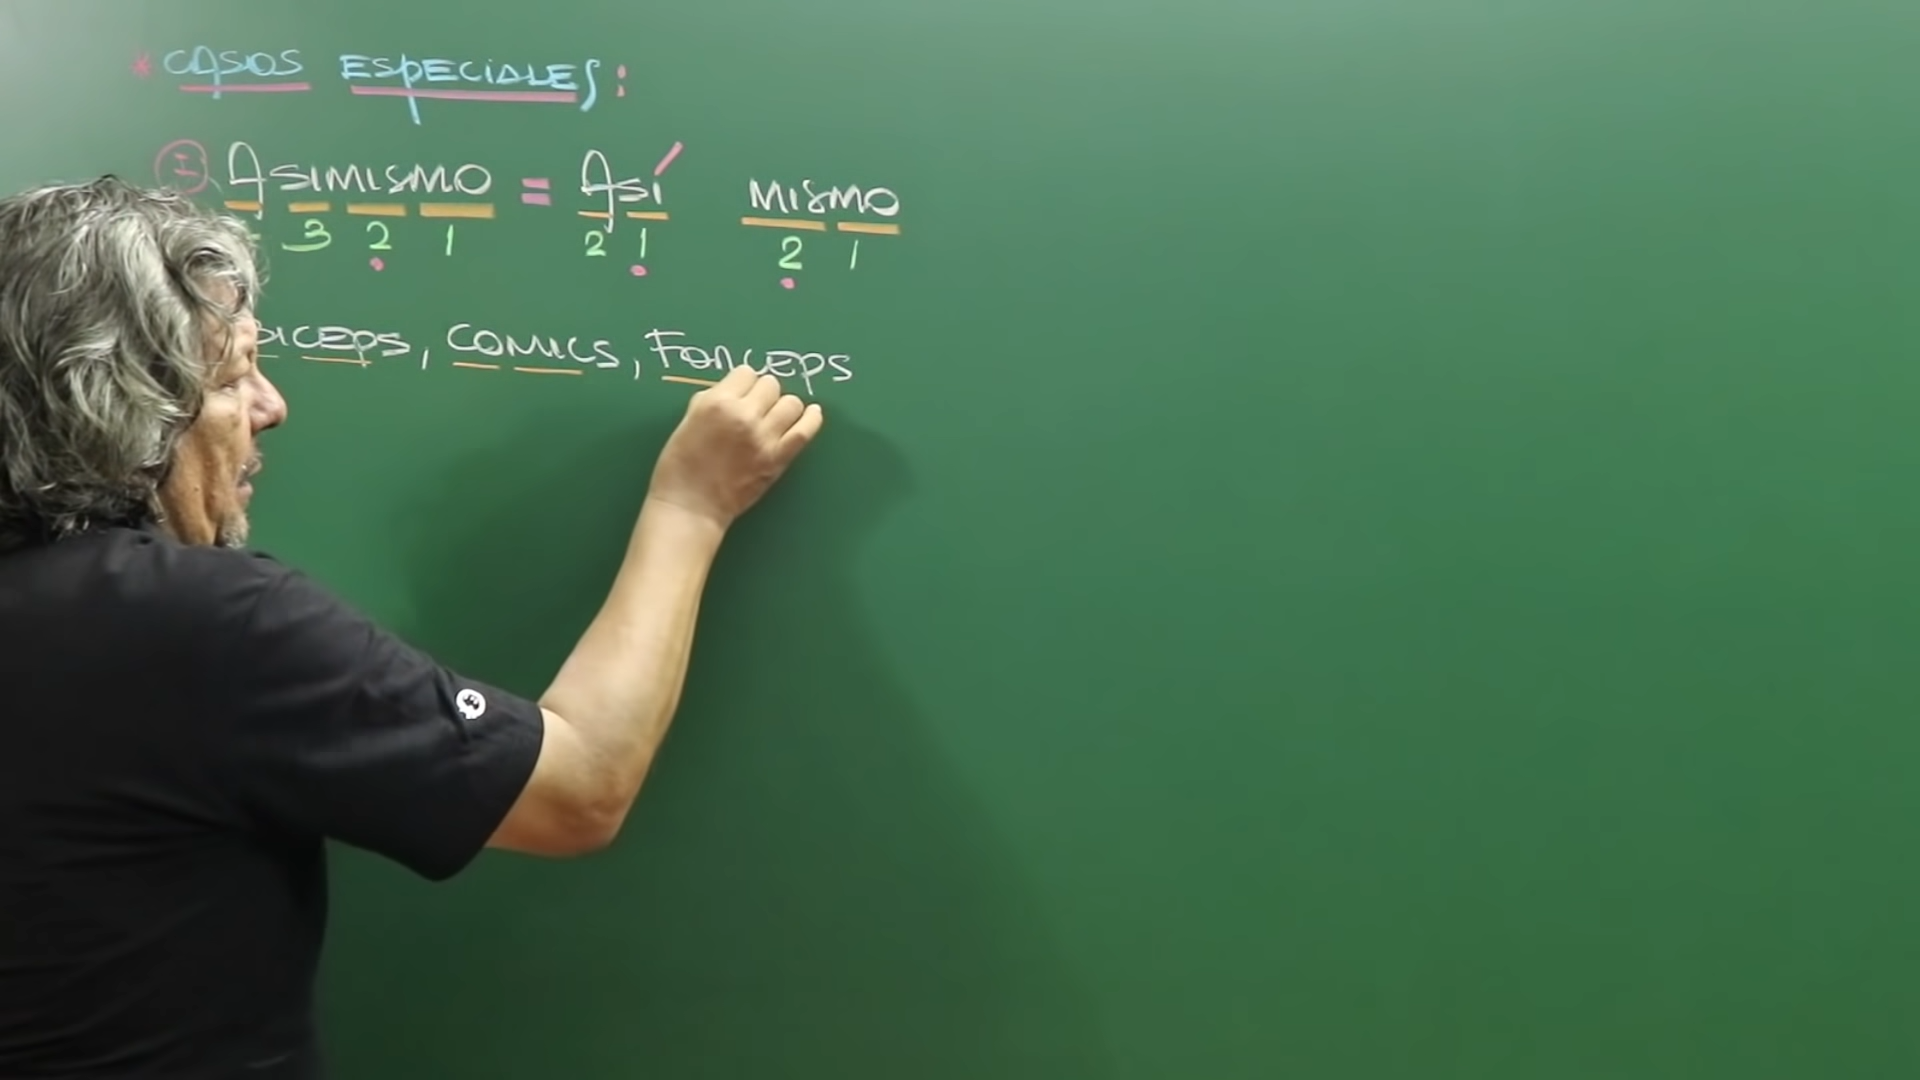 * CASOS ESPECIALES:
I ASIMISMO = ASÍ MISMO
3 2 1 2 1 2 1
BICEPS, COMICS, FORCEPS